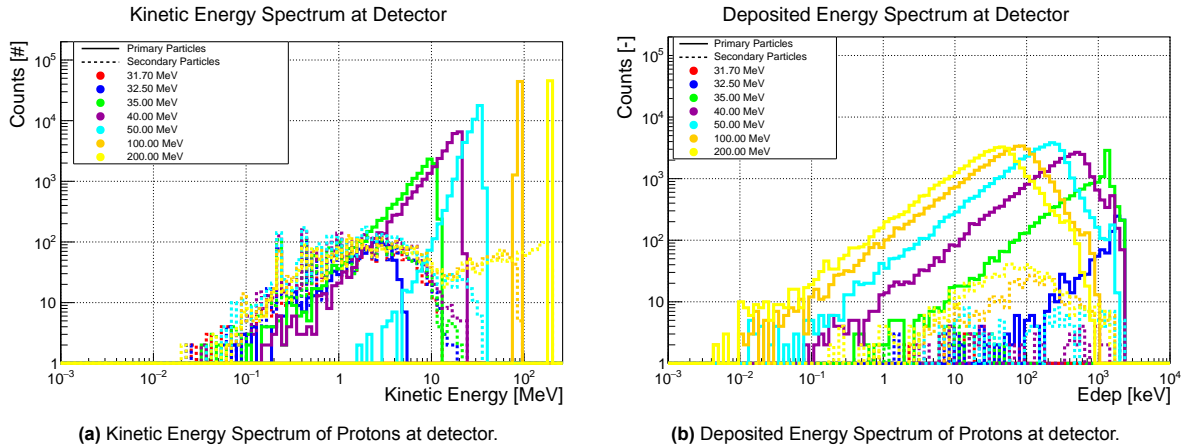 Kinetic Energy Spectrum at Detector
Counts [#]
10⁵
10⁴
10³
10²
10
1
Primary Particles
Secondary Particles
31.70 MeV
32.50 MeV
35.00 MeV
40.00 MeV
50.00 MeV
100.00 MeV
200.00 MeV
10⁻³ 10⁻² 10⁻¹ 1 10 10²
Kinetic Energy [MeV]
(a) Kinetic Energy Spectrum of Protons at detector.
Deposited Energy Spectrum at Detector
Counts [-]
10⁵
10⁴
10³
10²
10
1
Primary Particles
Secondary Particles
31.70 MeV
32.50 MeV
35.00 MeV
40.00 MeV
50.00 MeV
100.00 MeV
200.00 MeV
10⁻³ 10⁻² 10⁻¹ 1 10 10² 10³ 10⁴
Edep [keV]
(b) Deposited Energy Spectrum of Protons at detector.